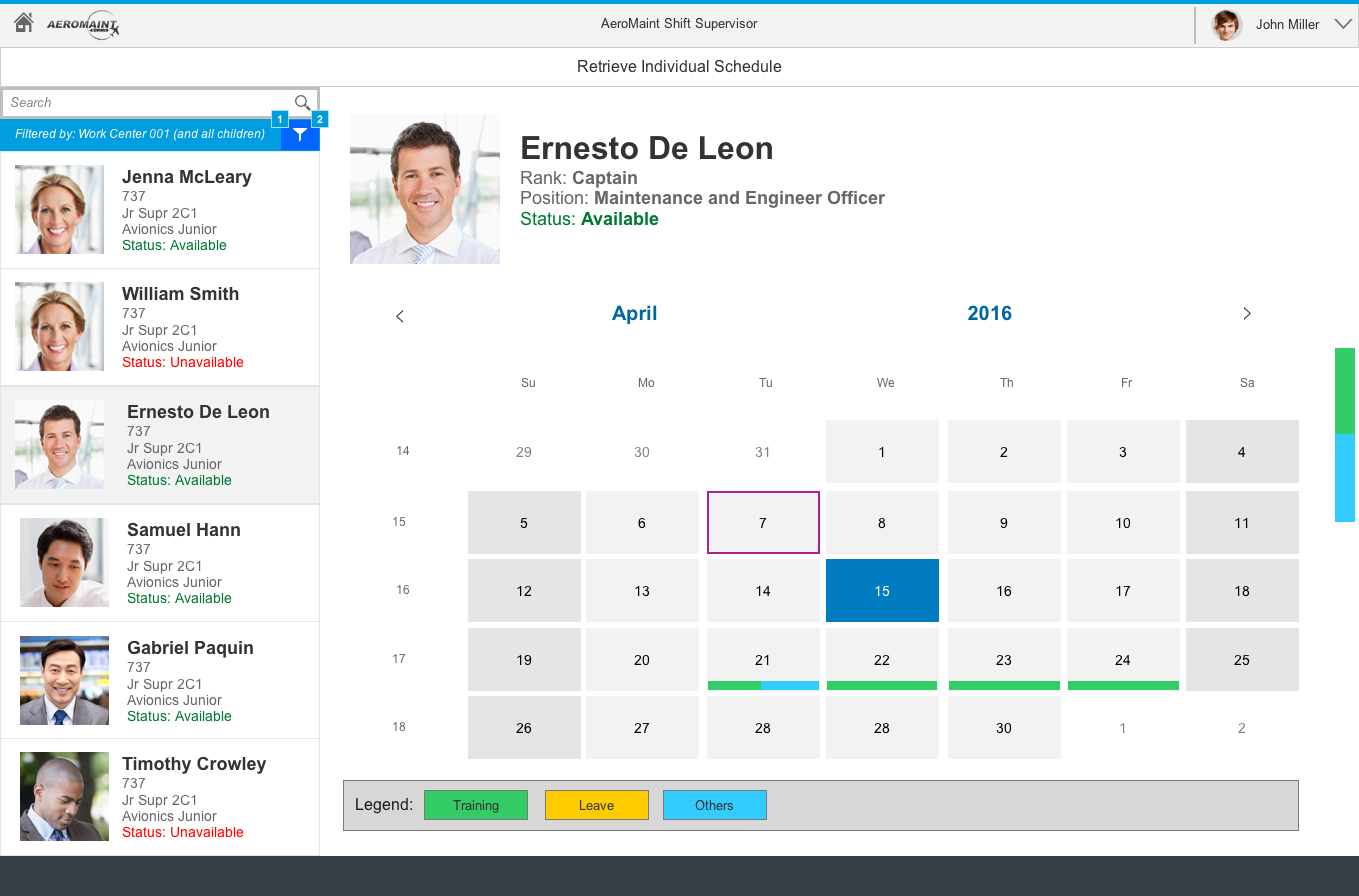 AEROMAINT
AeroMaint Shift Supervisor
John Miller
Retrieve Individual Schedule
Search
1
2
Filtered by: Work Center 001 (and all children)
Jenna McLeary
737
Jr Supr 2C1
Avionics Junior
Status: Available
William Smith
737
Jr Supr 2C1
Avionics Junior
Status: Unavailable
Ernesto De Leon
737
Jr Supr 2C1
Avionics Junior
Status: Available
Samuel Hann
737
Jr Supr 2C1
Avionics Junior
Status: Available
Gabriel Paquin
737
Jr Supr 2C1
Avionics Junior
Status: Available
Timothy Crowley
737
Jr Supr 2C1
Avionics Junior
Status: Unavailable
Ernesto De Leon
Rank: Captain
Position: Maintenance and Engineer Officer
Status: Available
April 2016
Su Mo Tu We Th Fr Sa
14 29 30 31 1 2 3 4
15 5 6 7 8 9 10 11
16 12 13 14 15 16 17 18
17 19 20 21 22 23 24 25
18 26 27 28 28 30 1 2
Legend: Training Leave Others